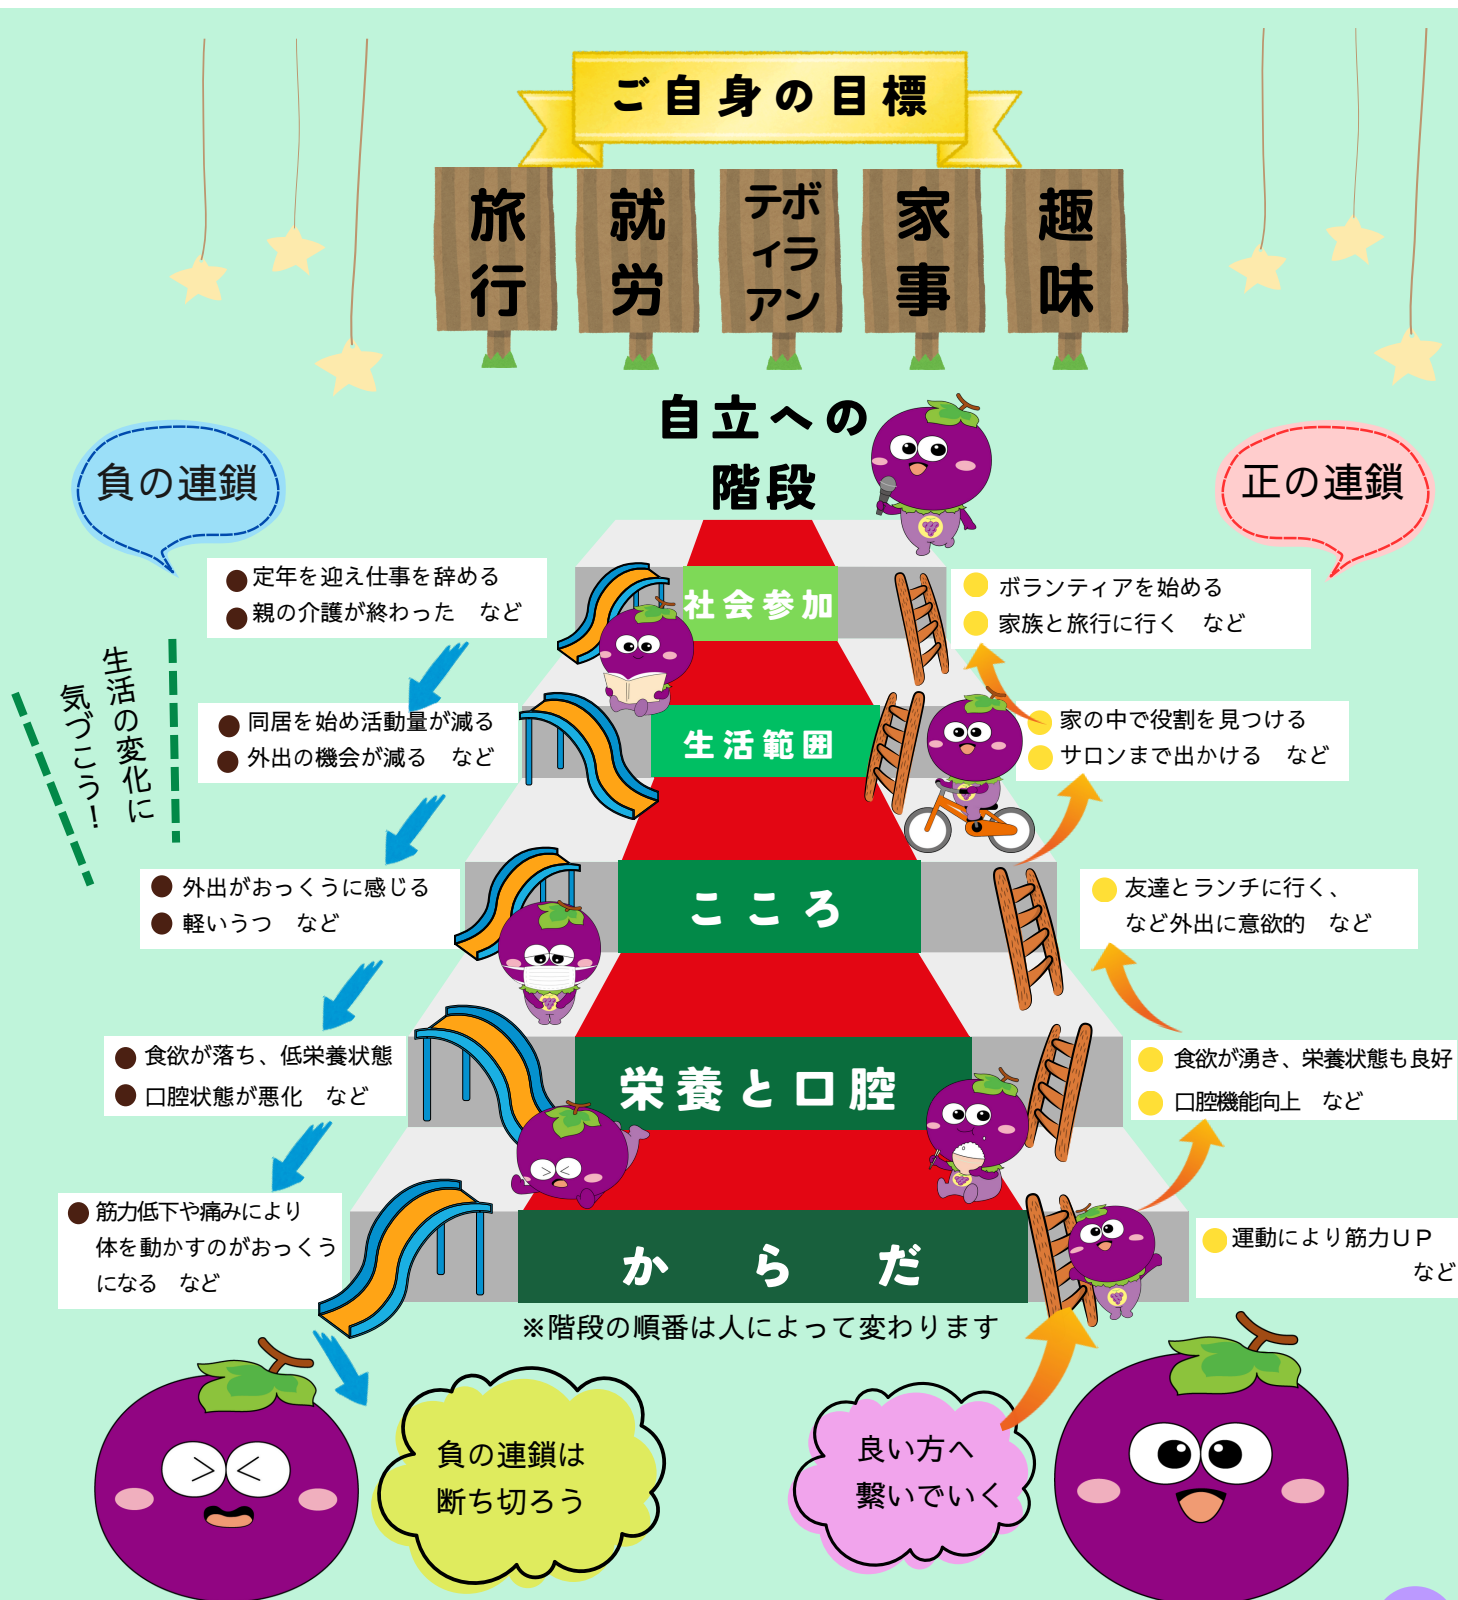 ご自身の目標
旅行
就労
ボランティア
家事
趣味
自立への
階段
負の連鎖
正の連鎖
社会参加
定年を迎え仕事を辞める
親の介護が終わった　など
ボランティアを始める
家族と旅行に行く　など
生活の変化に
気づこう！
生活範囲
同居を始め活動量が減る
外出の機会が減る　など
家の中で役割を見つける
サロンまで出かける　など
こころ
外出がおっくうに感じる
軽いうつ　など
友達とランチに行く、
など外出に意欲的　など
栄養と口腔
食欲が落ち、低栄養状態
口腔状態が悪化　など
食欲が湧き、栄養状態も良好
口腔機能向上　など
からだ
筋力低下や痛みにより
体を動かすのがおっくう
になる　など
運動により筋力UP
など
※階段の順番は人によって変わります
負の連鎖は
断ち切ろう
良い方へ
繋いでいく